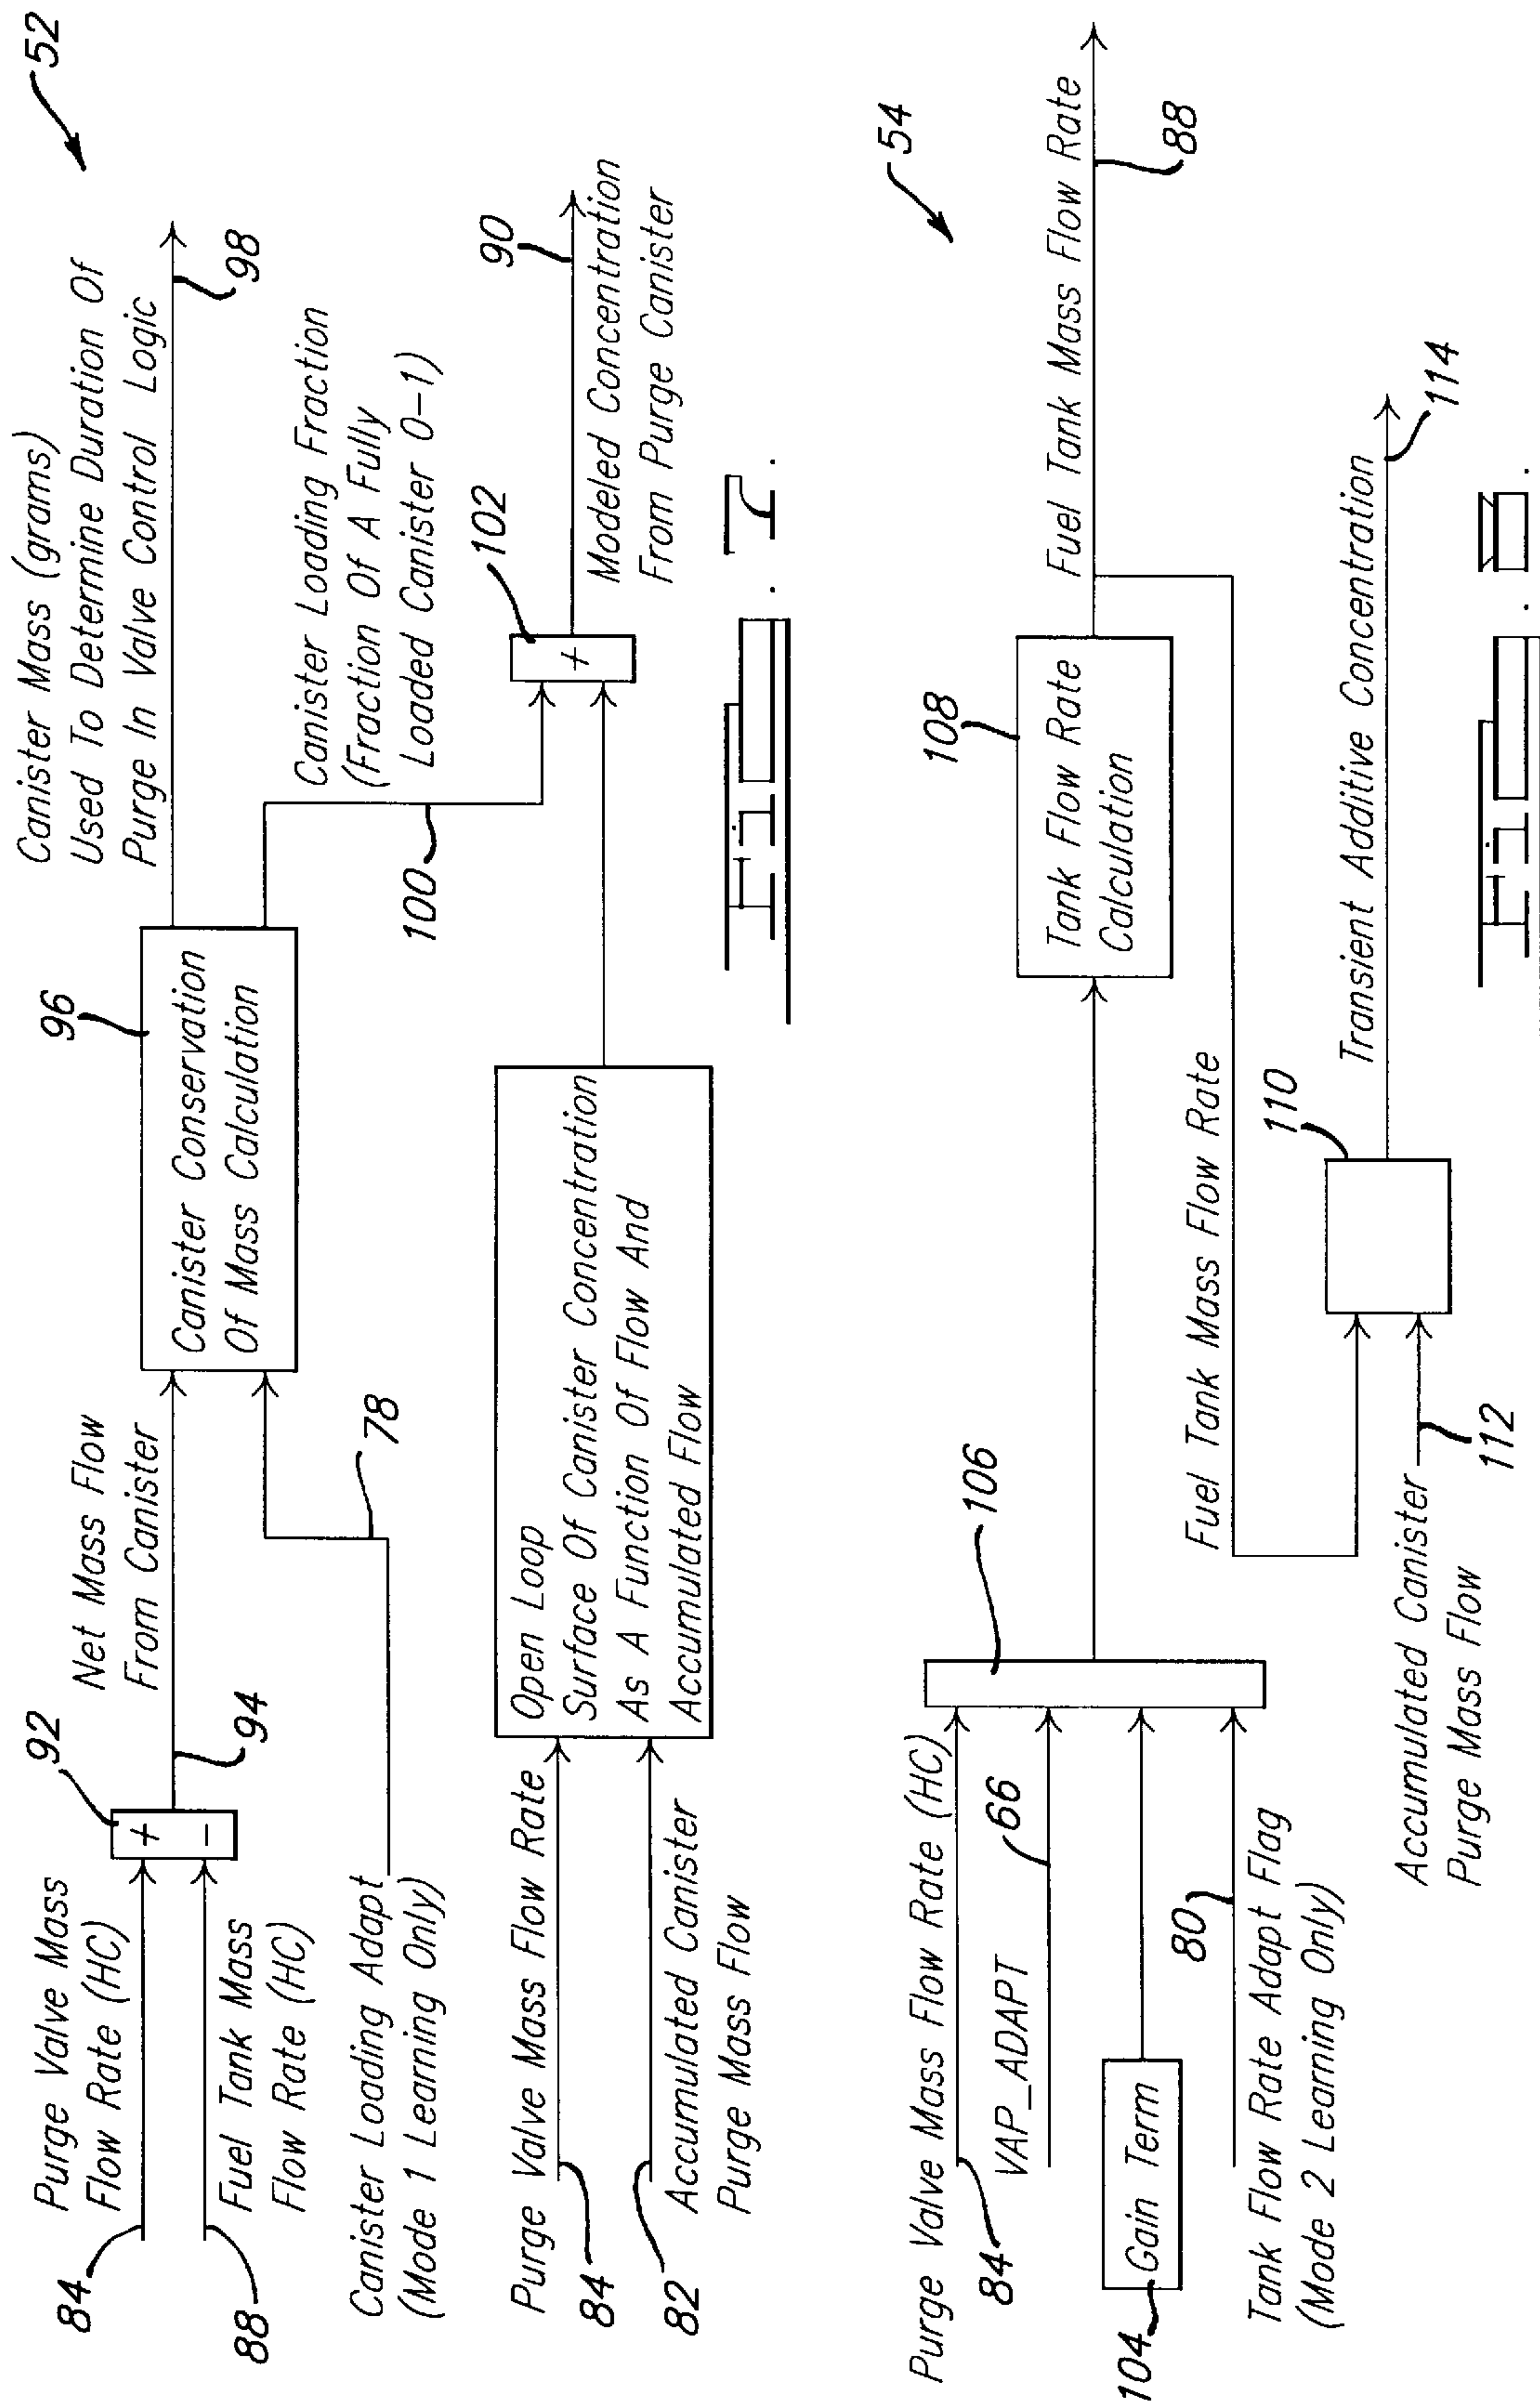 52
Purge Valve Mass
Flow Rate (HC)
84
88
Fuel Tank Mass
Flow Rate (HC)
92
+
−
94
Net Mass Flow
From Canister
Canister Loading Adapt
(Mode 1 Learning Only)
78
96
Canister Conservation
Of Mass Calculation
Canister Mass (grams)
Used To Determine Duration Of
Purge In Valve Control Logic
98
100
Canister Loading Fraction
(Fraction Of A Fully
Loaded Canister 0-1)
Purge Valve Mass Flow Rate
84
82
Accumulated Canister
Purge Mass Flow
Open Loop
Surface Of Canister Concentration
As A Function Of Flow And
Accumulated Flow
102
+
90
Modeled Concentration
From Purge Canister
54
Purge Valve Mass Flow Rate (HC)
84
VAP_ADAPT
66
104
Gain Term
80
Tank Flow Rate Adapt Flag
(Mode 2 Learning Only)
106
108
Tank Flow Rate
Calculation
Fuel Tank Mass Flow Rate
88
Fuel Tank Mass Flow Rate
Accumulated Canister
Purge Mass Flow
112
110
Transient Additive Concentration
114